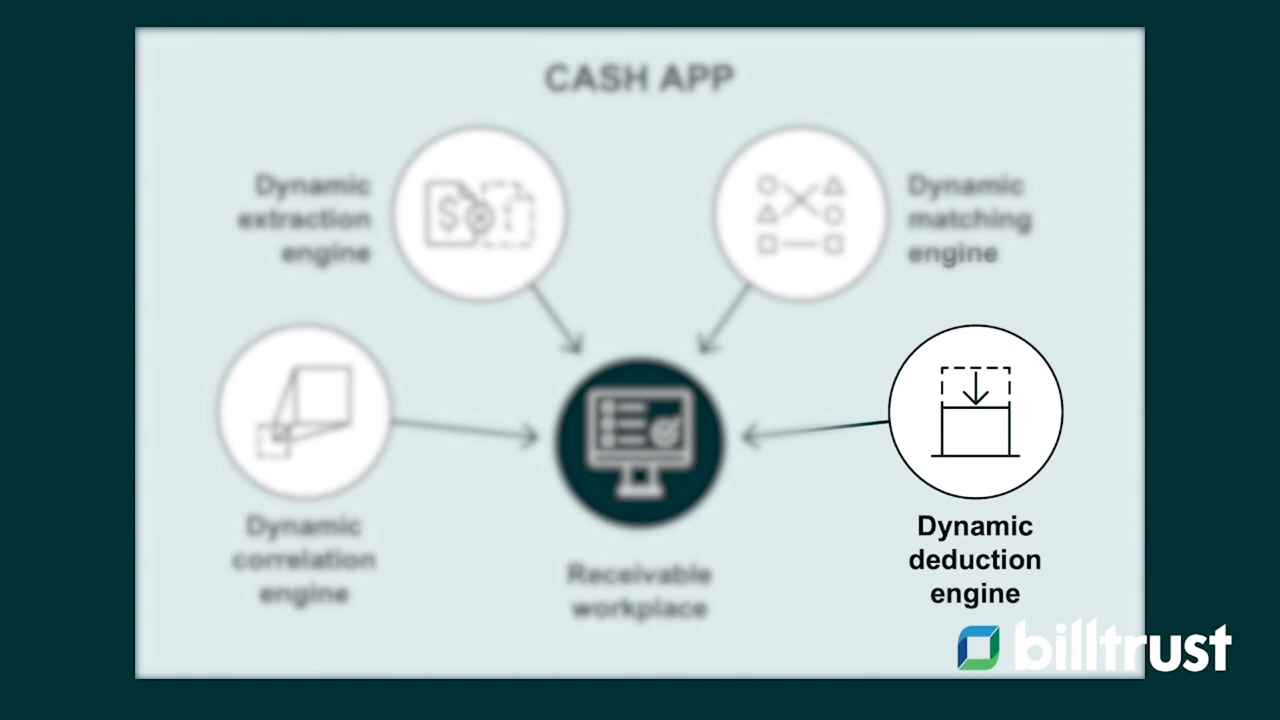 CASH APP
Dynamic
extraction
engine
Dynamic
matching
engine
Dynamic
correlation
engine
Receivable
workplace
Dynamic
deduction
engine
billtrust